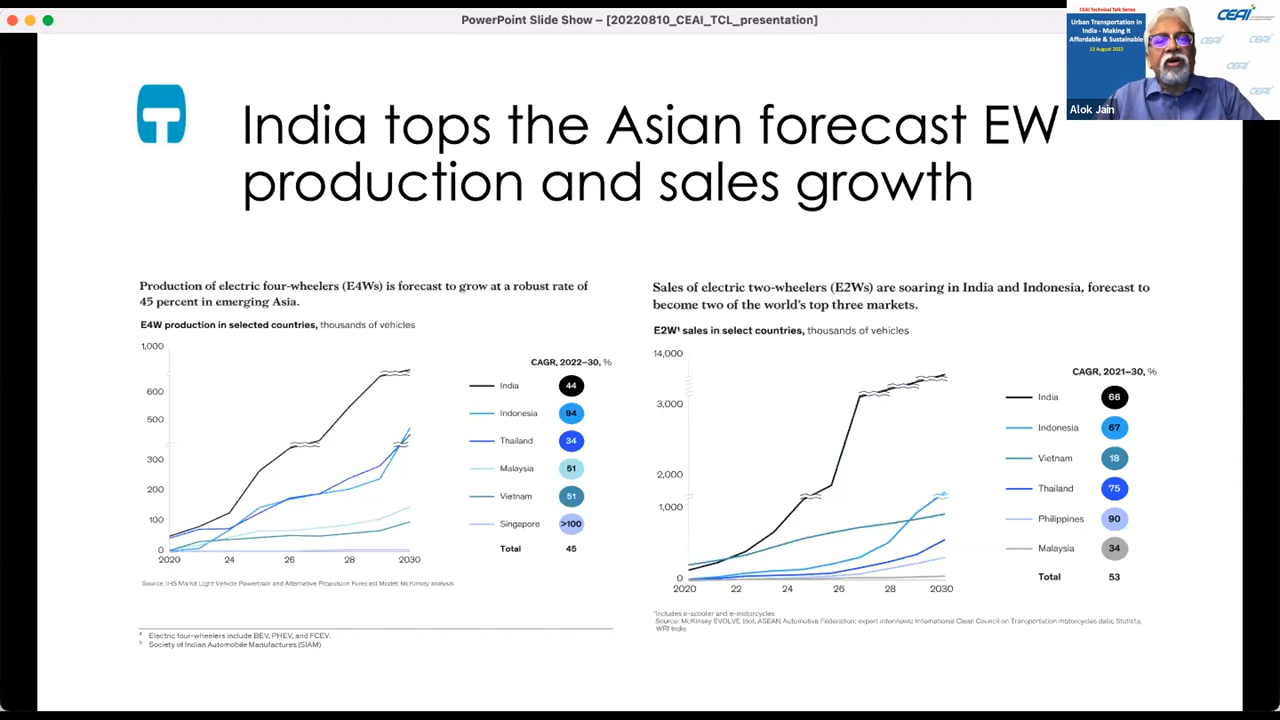 PowerPoint Slide Show – [20220810_CEAI_TCL_presentation]
CEAI Technical Talk Series
Urban Transportation in
India - Making it
Affordable & Sustainable
12 August 2022
CEAI
CEAI
CEAI
CEAI
CEAI
Alok Jain
India tops the Asian forecast EW
production and sales growth
Production of electric four-wheelers (E4Ws) is forecast to grow at a robust rate of
45 percent in emerging Asia.
E4W production in selected countries, thousands of vehicles
1,000
600
500
300
200
100
0
2020 24 26 28 2030
CAGR, 2022–30, %
India 44
Indonesia 94
Thailand 34
Malaysia 51
Vietnam 51
Singapore >100
Total 45
Source: IHS Markit Light Vehicle Powertrain and Alternative Propulsion Forecast Model; McKinsey analysis
4 Electric four-wheelers include BEV, PHEV, and FCEV.
5 Society of Indian Automobile Manufactures (SIAM)
Sales of electric two-wheelers (E2Ws) are soaring in India and Indonesia, forecast to
become two of the world's top three markets.
E2W¹ sales in select countries, thousands of vehicles
14,000
3,000
2,000
1,000
0
2020 22 24 26 28 2030
CAGR, 2021–30, %
India 66
Indonesia 67
Vietnam 18
Thailand 75
Philippines 90
Malaysia 34
Total 53
¹Includes e-scooter and e-motorcycles
Source: McKinsey EVOLVE tool; ASEAN Automotive Federation; expert interviews; International Clean Council on Transportation motorcycles data; Statista;
WRI India